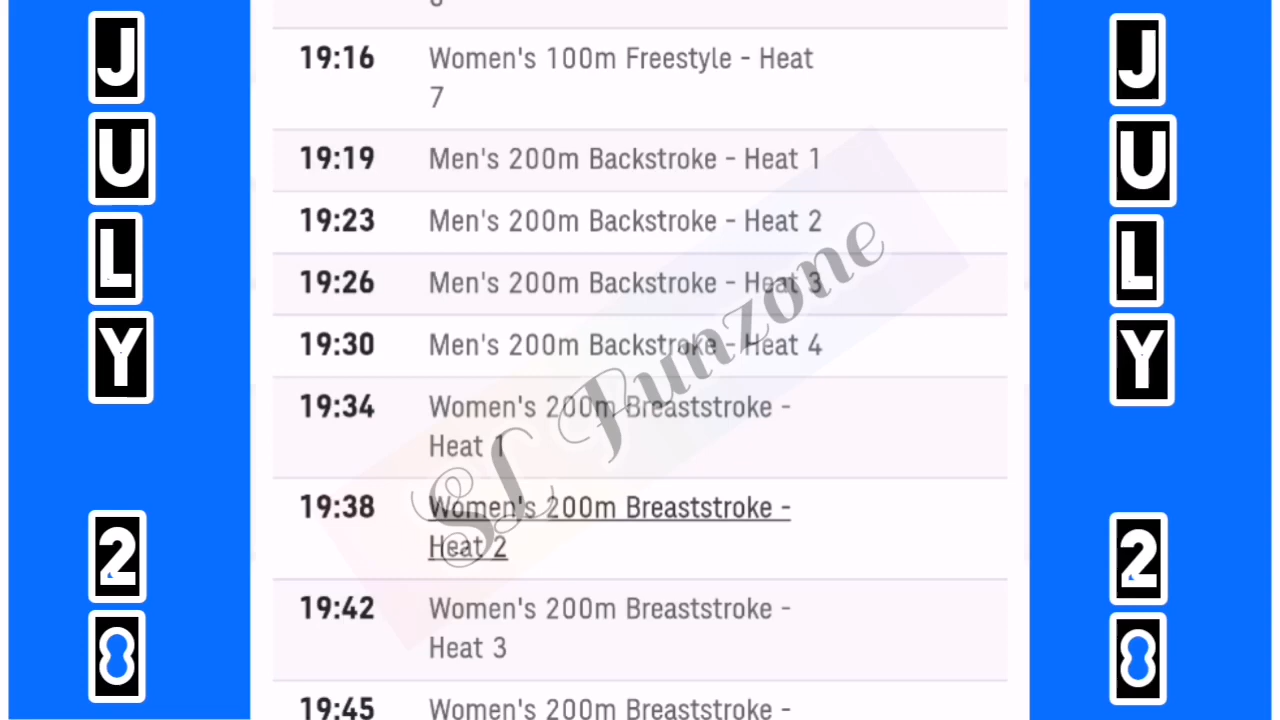 J
U
L
Y
28
19:16 Women's 100m Freestyle - Heat
7
19:19 Men's 200m Backstroke - Heat 1
19:23 Men's 200m Backstroke - Heat 2
19:26 Men's 200m Backstroke - Heat 3
19:30 Men's 200m Backstroke - Heat 4
19:34 Women's 200m Breaststroke -
Heat 1
19:38 Women's 200m Breaststroke -
Heat 2
19:42 Women's 200m Breaststroke -
Heat 3
19:45 Women's 200m Breaststroke -
SL Funzone
J
U
L
Y
2
8